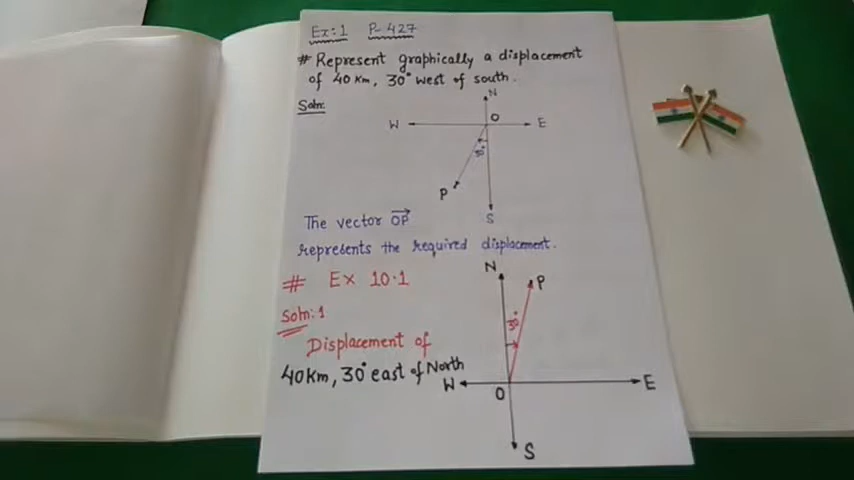 Ex:1 P-427
# Represent graphically a displacement
of 40 Km, 30° west of south.
Soln:
N
W O E
30°
P
S
The vector OP
represents the required displacement.
# Ex 10.1
Soln:1
N P
30°
Displacement of
40Km, 30° east of North
W E
O
S